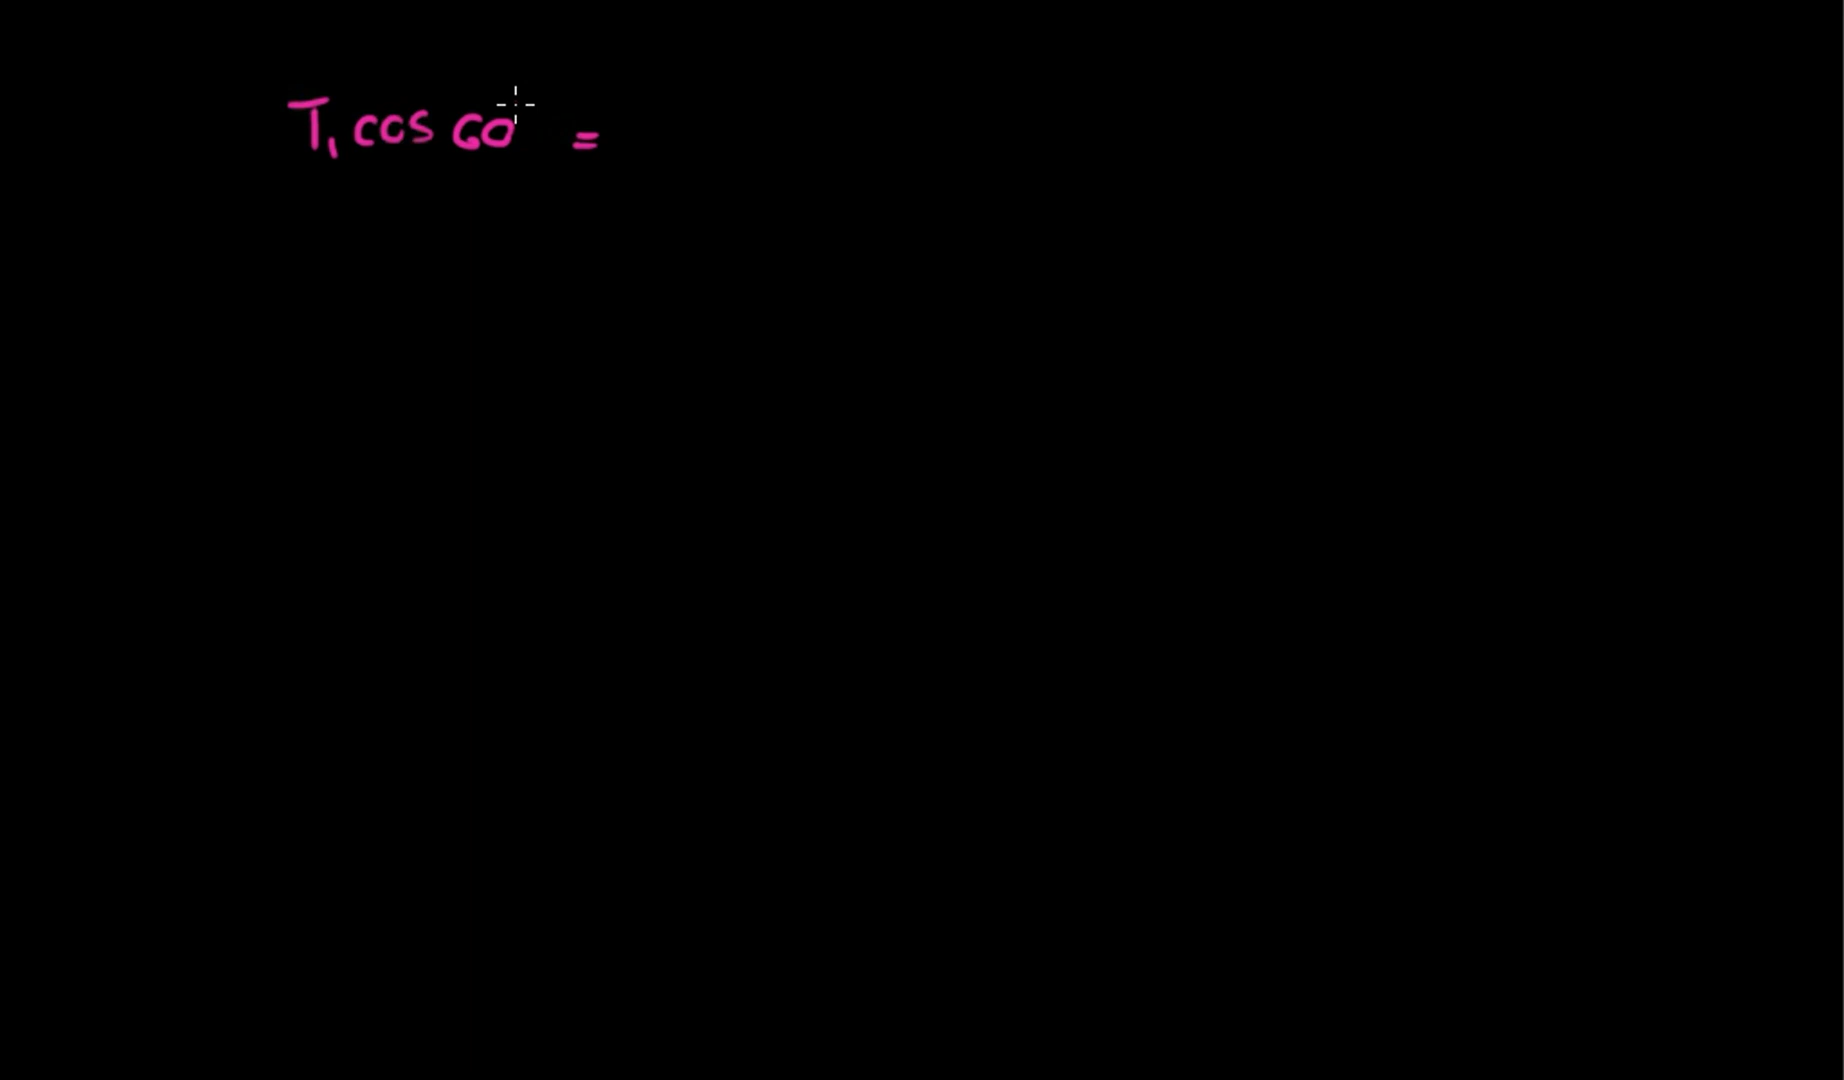 T₁ cos 60 =